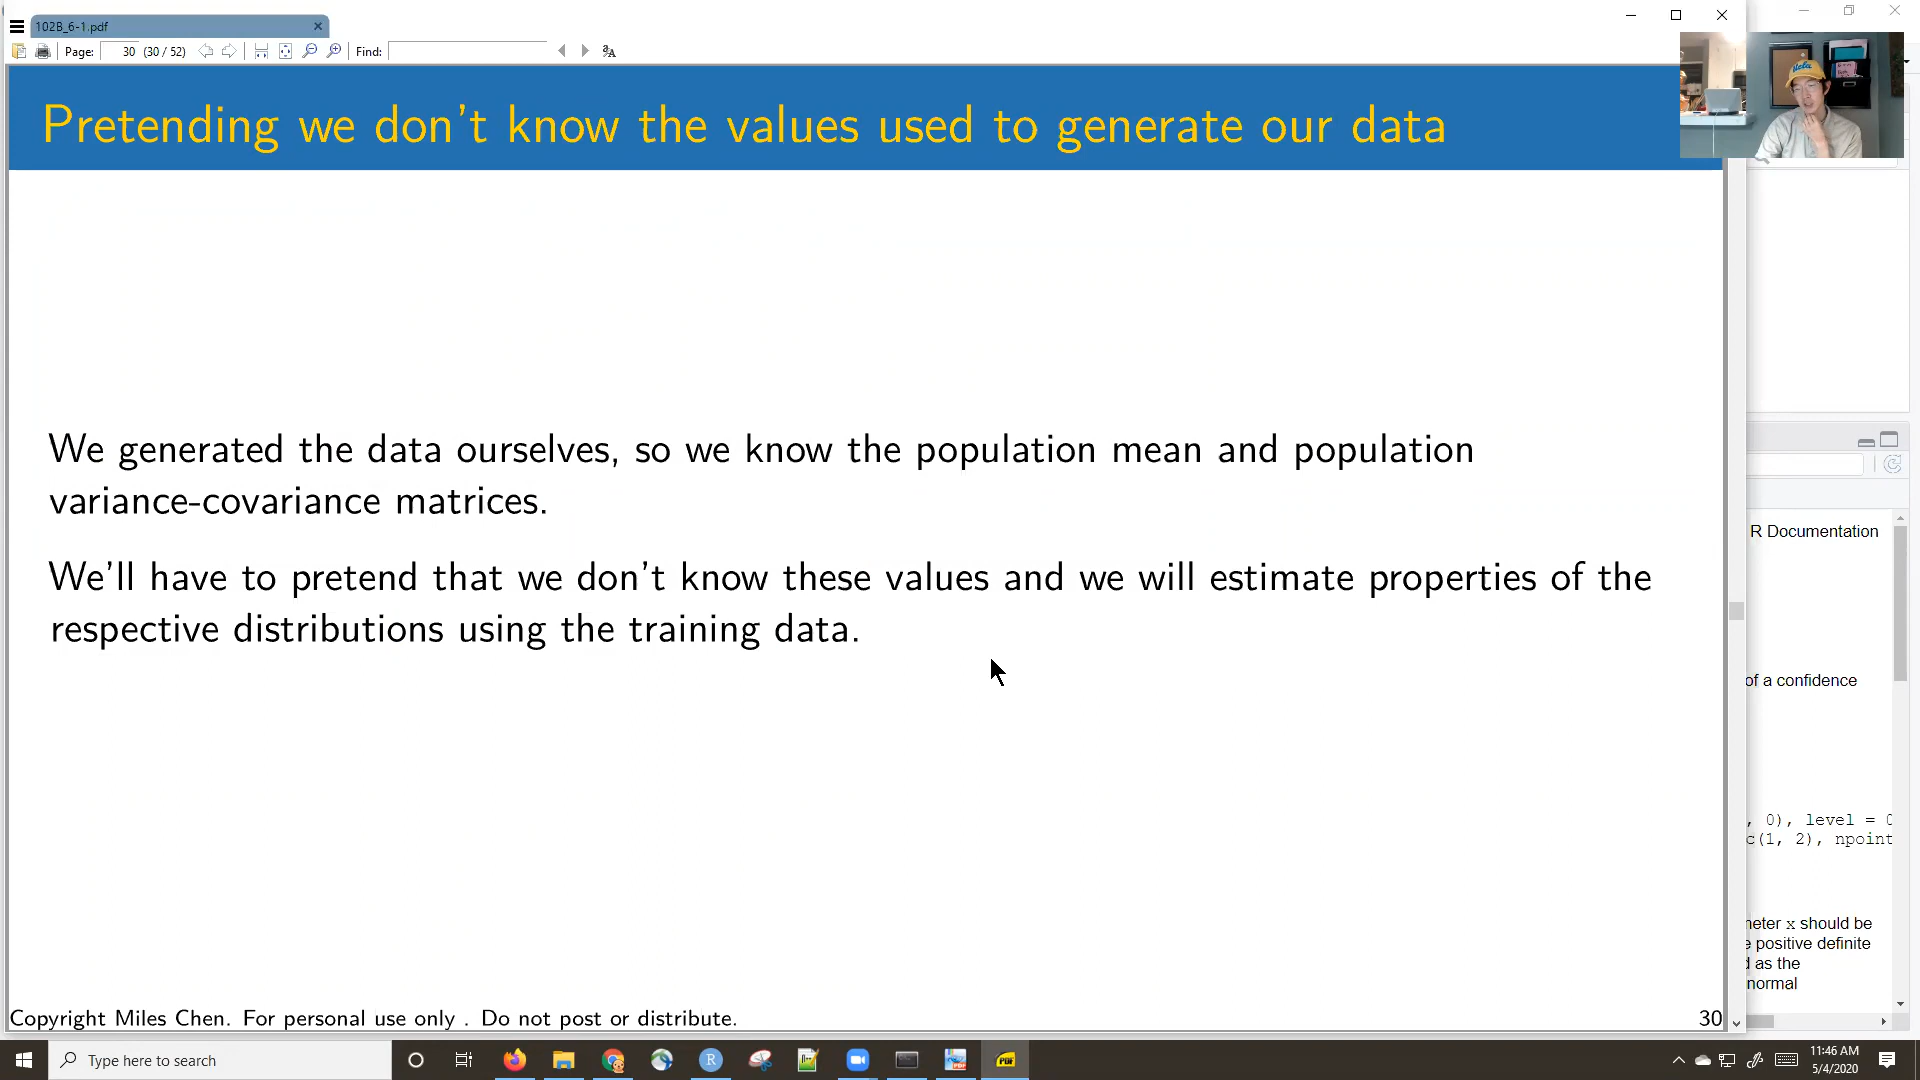 102B_6-1.pdf
Page: 30 (30 / 52) Find:
Pretending we don't know the values used to generate our data
We generated the data ourselves, so we know the population mean and population
variance-covariance matrices.
We'll have to pretend that we don't know these values and we will estimate properties of the
respective distributions using the training data.
Copyright Miles Chen. For personal use only . Do not post or distribute.
30
R Documentation
of a confidence
, 0), level = 0
c(1, 2), npoint
neter x should be
e positive definite
d as the
normal
Type here to search
11:46 AM
5/4/2020